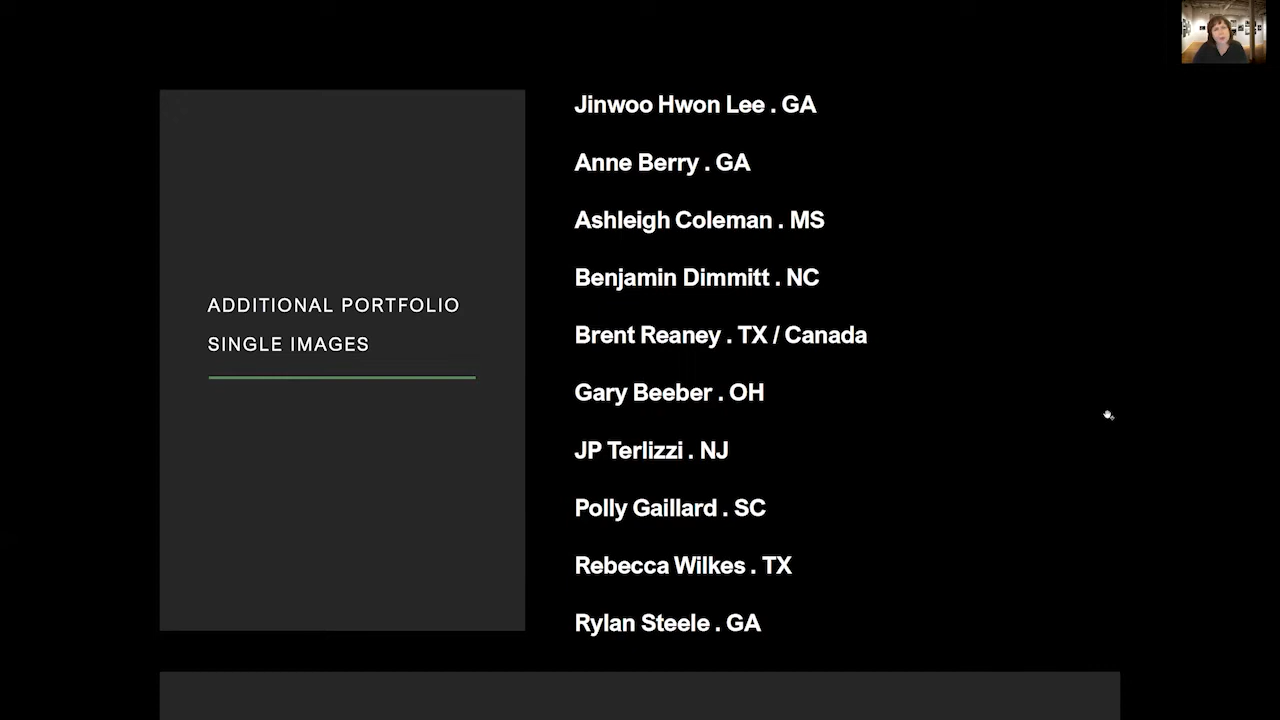 ADDITIONAL PORTFOLIO
SINGLE IMAGES
Jinwoo Hwon Lee . GA
Anne Berry . GA
Ashleigh Coleman . MS
Benjamin Dimmitt . NC
Brent Reaney . TX / Canada
Gary Beeber . OH
JP Terlizzi . NJ
Polly Gaillard . SC
Rebecca Wilkes . TX
Rylan Steele . GA